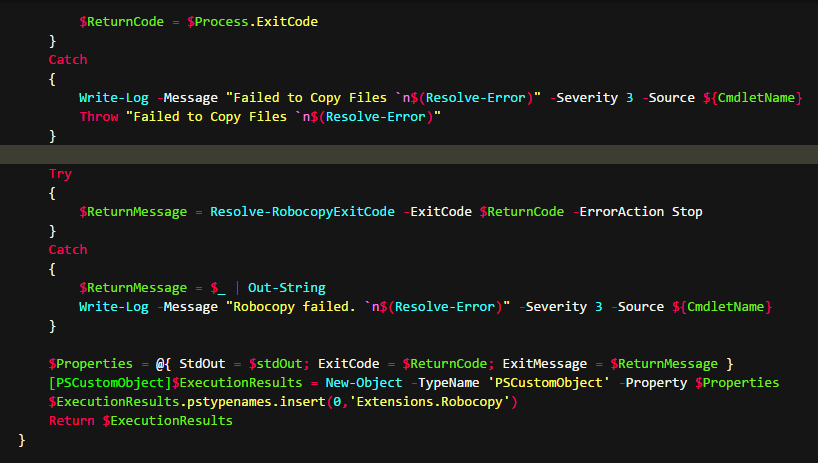 $ReturnCode = $Process.ExitCode
}
Catch
{
Write-Log -Message "Failed to Copy Files `n$(Resolve-Error)" -Severity 3 -Source ${CmdletName}
Throw "Failed to Copy Files `n$(Resolve-Error)"
}
Try
{
$ReturnMessage = Resolve-RobocopyExitCode -ExitCode $ReturnCode -ErrorAction Stop
}
Catch
{
$ReturnMessage = $_ | Out-String
Write-Log -Message "Robocopy failed. `n$(Resolve-Error)" -Severity 3 -Source ${CmdletName}
}
$Properties = @{ StdOut = $stdOut; ExitCode = $ReturnCode; ExitMessage = $ReturnMessage }
[PSCustomObject]$ExecutionResults = New-Object -TypeName 'PSCustomObject' -Property $Properties
$ExecutionResults.pstypenames.insert(0,'Extensions.Robocopy')
Return $ExecutionResults
}